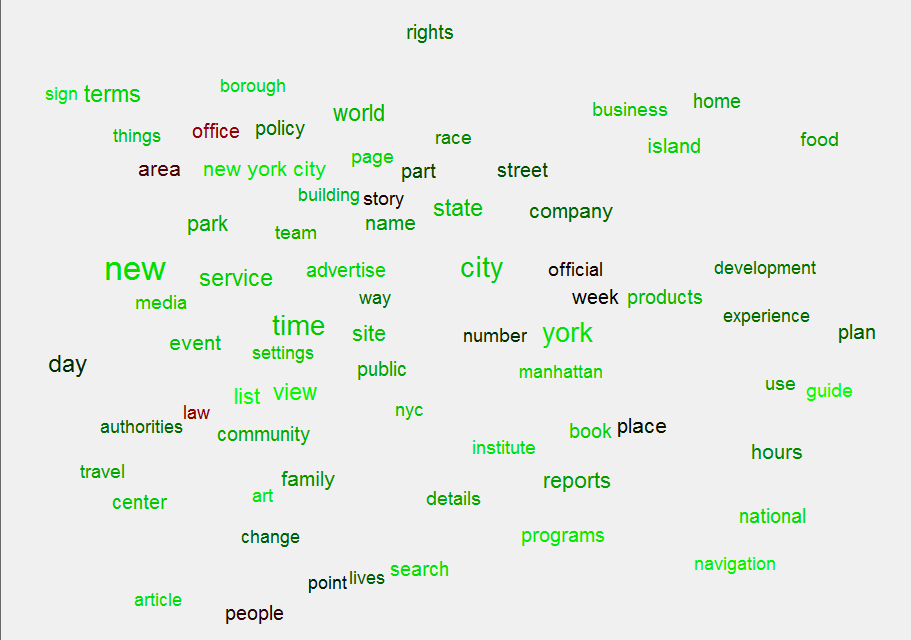 rights
sign terms borough
world business home
things office policy race island food
area new york city page part street
building story
park team name state company
new service advertise city official development
media way week products
time site number york experience plan
event settings
day public manhattan
list view use guide
law nyc
authorities community institute book place hours
travel family reports
center art details national
change programs
search navigation
point lives
article people